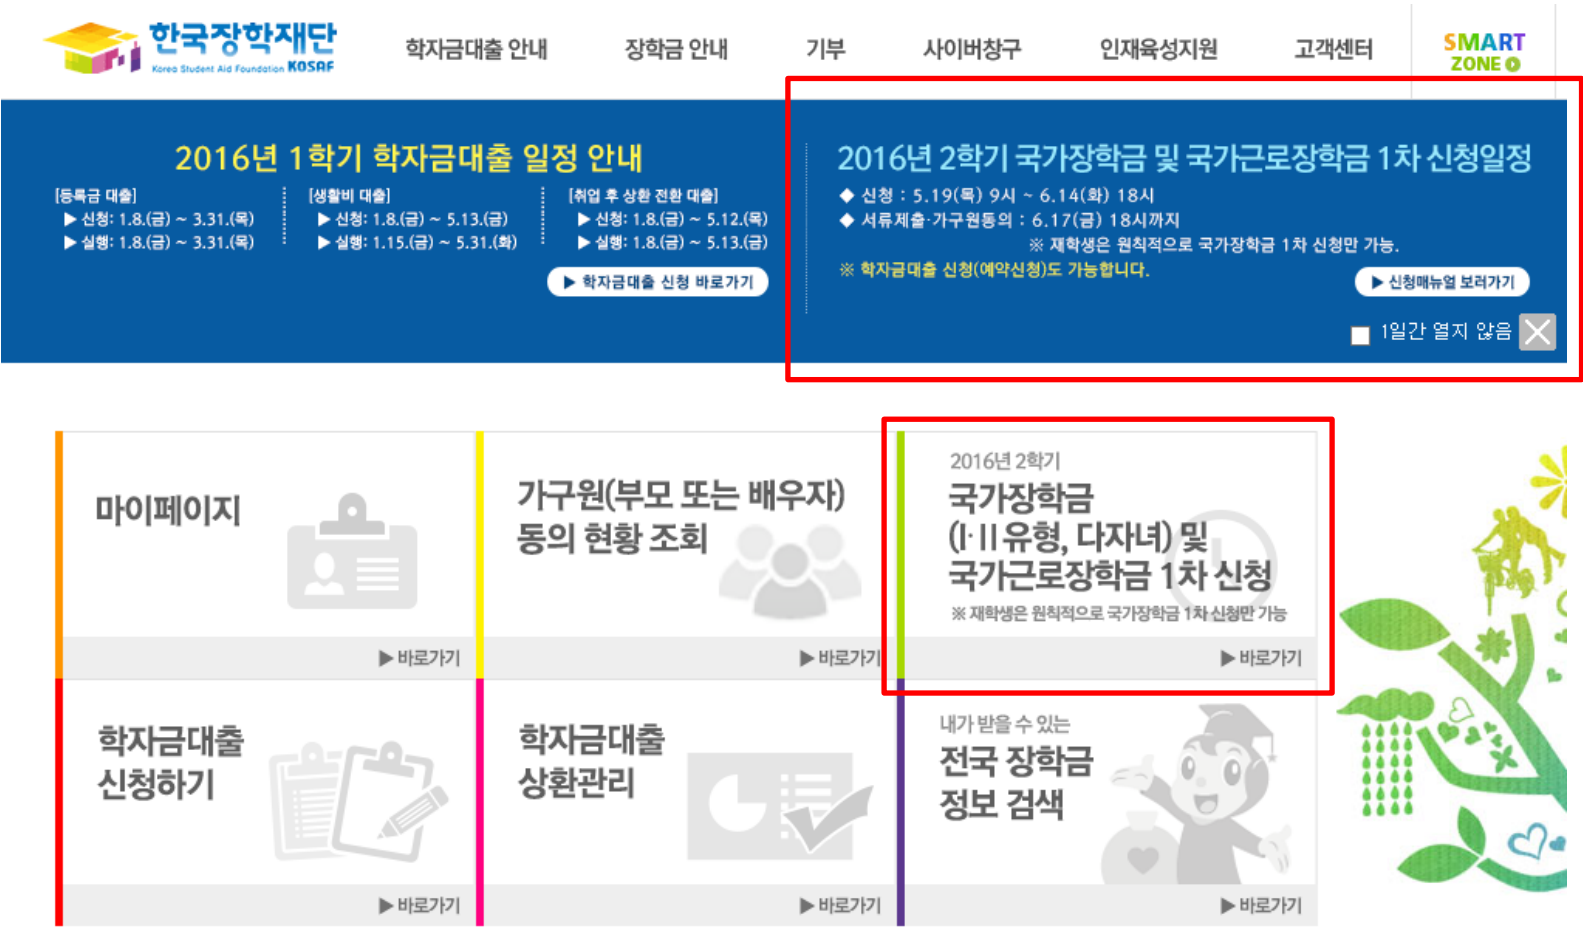 한국장학재단
Korea Student Aid Foundation KOSAF
학자금대출 안내
장학금 안내
기부
사이버창구
인재육성지원
고객센터
SMART
ZONE
2016년 1학기 학자금대출 일정 안내
[등록금 대출]
▶ 신청: 1.8.(금) ~ 3.31.(목)
▶ 실행: 1.8.(금) ~ 3.31.(목)
[생활비 대출]
▶ 신청: 1.8.(금) ~ 5.13.(금)
▶ 실행: 1.15.(금) ~ 5.31.(화)
[취업 후 상환 전환 대출]
▶ 신청: 1.8.(금) ~ 5.12.(목)
▶ 실행: 1.8.(금) ~ 5.13.(금)
▶ 학자금대출 신청 바로가기
2016년 2학기 국가장학금 및 국가근로장학금 1차 신청일정
◆ 신청 : 5.19(목) 9시 ~ 6.14(화) 18시
◆ 서류제출·가구원동의 : 6.17(금) 18시까지
※ 재학생은 원칙적으로 국가장학금 1차 신청만 가능.
※ 학자금대출 신청(예약신청)도 가능합니다.
▶ 신청매뉴얼 보러가기
1일간 열지 않음
마이페이지
▶ 바로가기
가구원(부모 또는 배우자)
동의 현황 조회
▶ 바로가기
2016년 2학기
국가장학금
(I·II유형, 다자녀) 및
국가근로장학금 1차 신청
※ 재학생은 원칙적으로 국가장학금 1차 신청만 가능
▶ 바로가기
학자금대출
신청하기
▶ 바로가기
학자금대출
상환관리
▶ 바로가기
내가 받을 수 있는
전국 장학금
정보 검색
▶ 바로가기